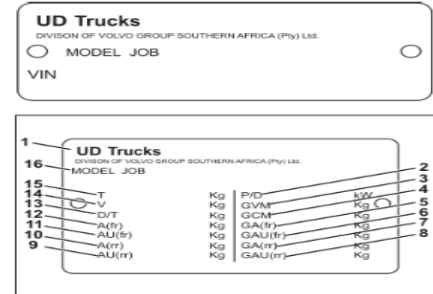 UD Trucks
DIVISON OF VOLVO GROUP SOUTHERN AFRICA (Pty) Ltd.
MODEL JOB
VIN
1
UD Trucks
DIVISON OF VOLVO GROUP SOUTHERN AFRICA (Pty) Ltd.
16 MODEL JOB
15 T Kg P/D kW 2
14 V Kg GVM Kg 3
13 D/T Kg GCM Kg 4
12 A(fr) Kg GA(fr) Kg 5
11 AU(fr) Kg GAU(fr) Kg 6
10 A(rr) Kg GA(rr) Kg 7
9 AU(rr) Kg GAU(rr) Kg 8